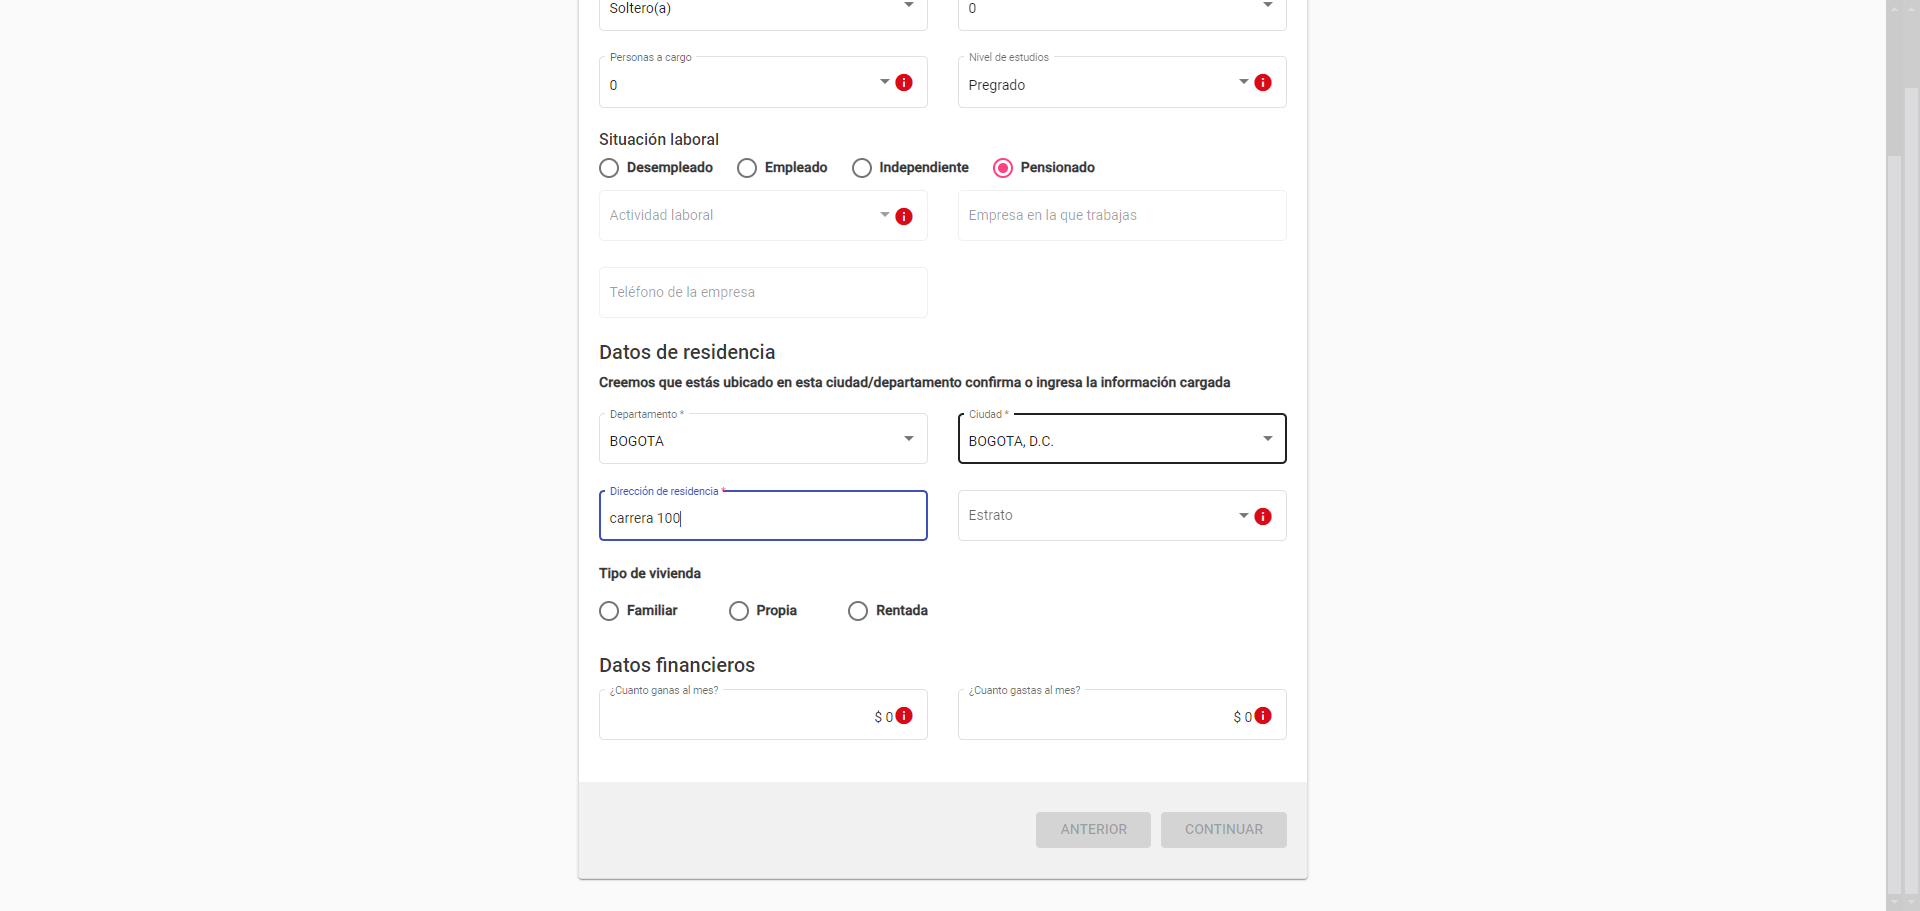 Soltero(a)
0
Personas a cargo
0
Nivel de estudios
Pregrado
Situación laboral
Desempleado
Empleado
Independiente
Pensionado
Actividad laboral
Empresa en la que trabajas
Teléfono de la empresa
Datos de residencia
Creemos que estás ubicado en esta ciudad/departamento confirma o ingresa la información cargada
Departamento *
BOGOTA
Ciudad *
BOGOTA, D.C.
Dirección de residencia *
carrera 100
Estrato
Tipo de vivienda
Familiar
Propia
Rentada
Datos financieros
¿Cuanto ganas al mes?
$ 0
¿Cuanto gastas al mes?
$ 0
ANTERIOR
CONTINUAR